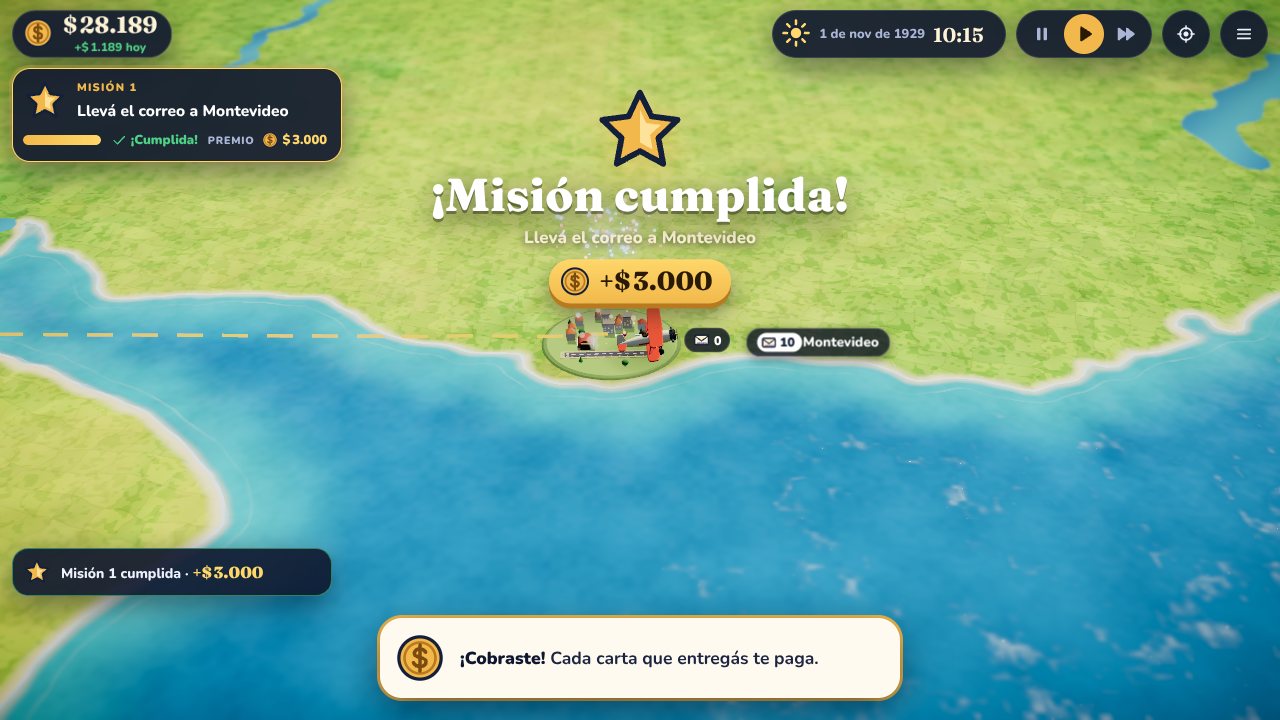 $28.189
+$1.189 hoy
1 de nov de 1929 10:15
MISIÓN 1
Llevá el correo a Montevideo
¡Cumplida! PREMIO $3.000
¡Misión cumplida!
Llevá el correo a Montevideo
+$3.000
0
10 Montevideo
Misión 1 cumplida · +$3.000
¡Cobraste! Cada carta que entregás te paga.